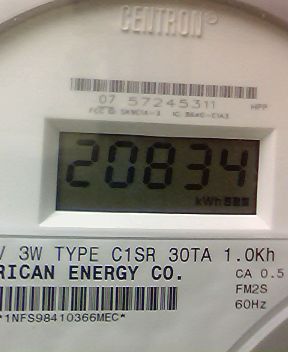 CENTRON®
07 57245311
HPP
20834
kWh
V 3W TYPE C1SR 30TA 1.0Kh
RICAN ENERGY CO.
CA 0.5
FM2S
60Hz
*1NFS98410366MEC*